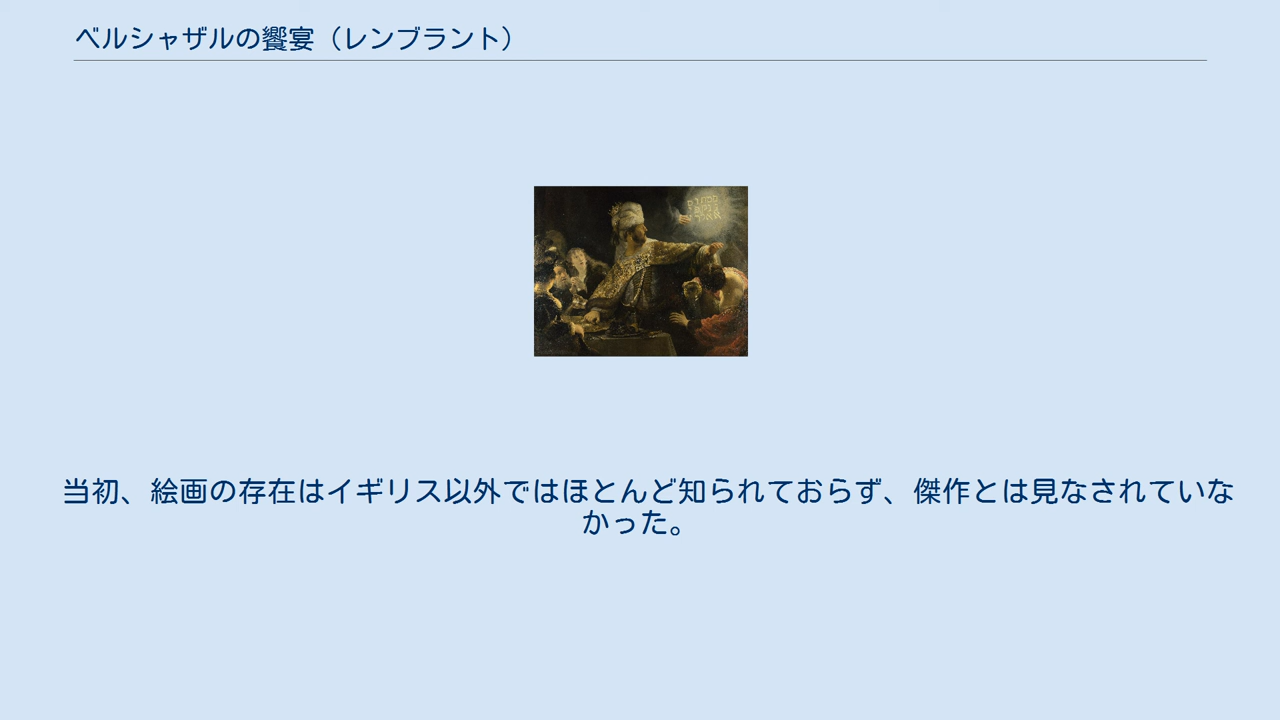 ベルシャザルの饗宴（レンブラント）
当初、絵画の存在はイギリス以外ではほとんど知られておらず、傑作とは見なされていな
かった。